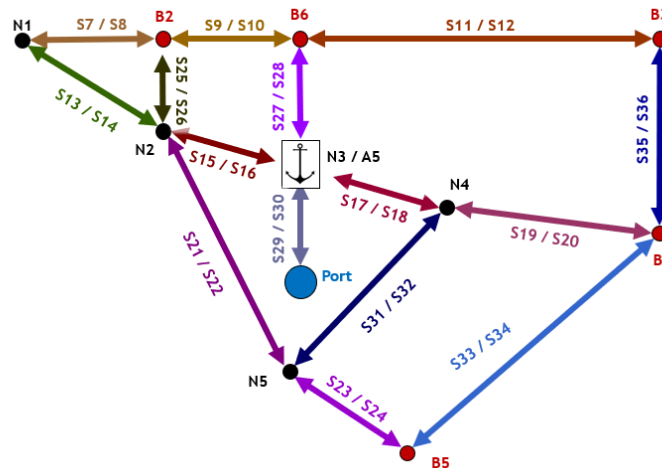 N1
S7 / S8
B2
S9 / S10
B6
S11 / S12
S13 / S14
S25 / S26
S27 / S28
S35 / S36
N2
S15 / S16
N3 / A5
N4
S17 / S18
S19 / S20
S29 / S30
S21 / S22
Port
S31 / S32
S33 / S34
N5
S23 / S24
B5